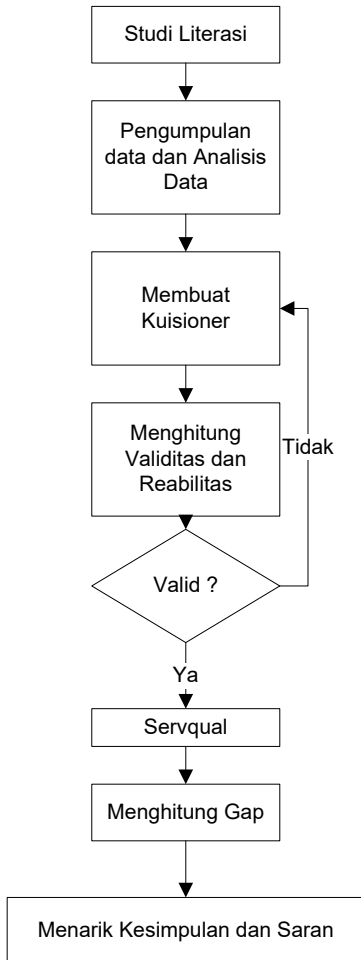 Studi Literasi
Pengumpulan
data dan Analisis
Data
Membuat
Kuisioner
Menghitung
Validitas dan
Reabilitas
Tidak
Valid ?
Ya
Servqual
Menghitung Gap
Menarik Kesimpulan dan Saran